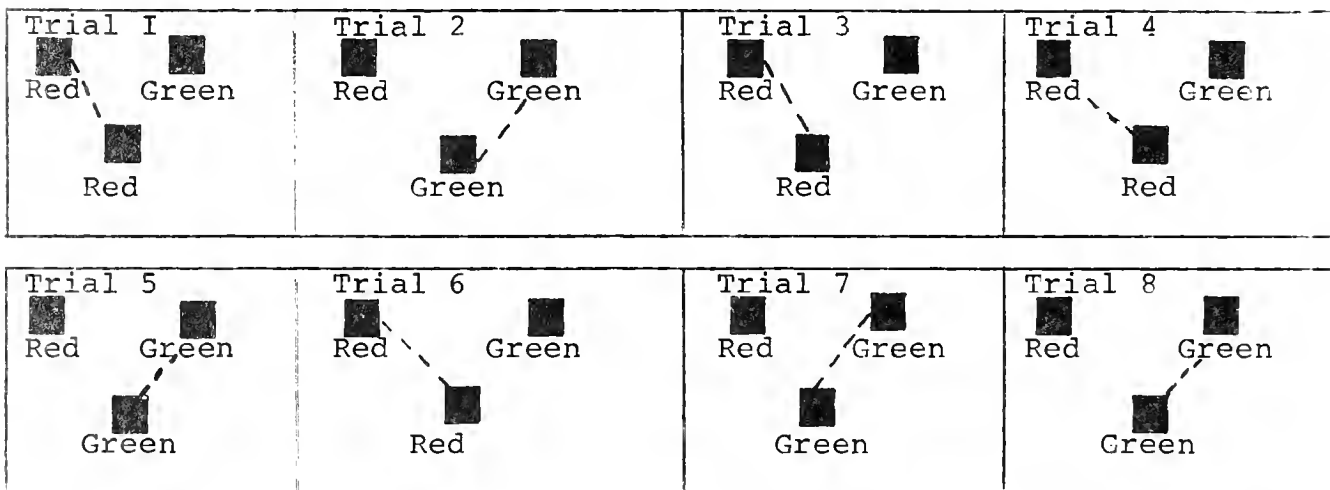 Trial I
Red Green
Red
Trial 2
Red Green
Green
Trial 3
Red Green
Red
Trial 4
Red Green
Red
Trial 5
Red Green
Green
Trial 6
Red Green
Red
Trial 7
Red Green
Green
Trial 8
Red Green
Green